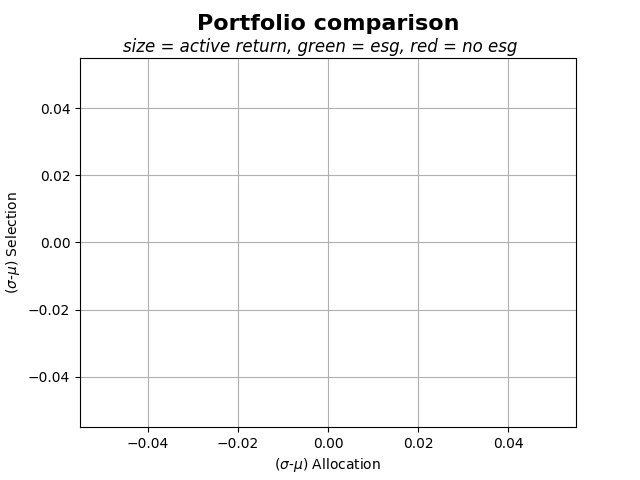 Portfolio comparison
size = active return, green = esg, red = no esg
0.04
0.02
0.00
−0.02
−0.04
(σ-μ) Selection
−0.04 −0.02 0.00 0.02 0.04
(σ-μ) Allocation